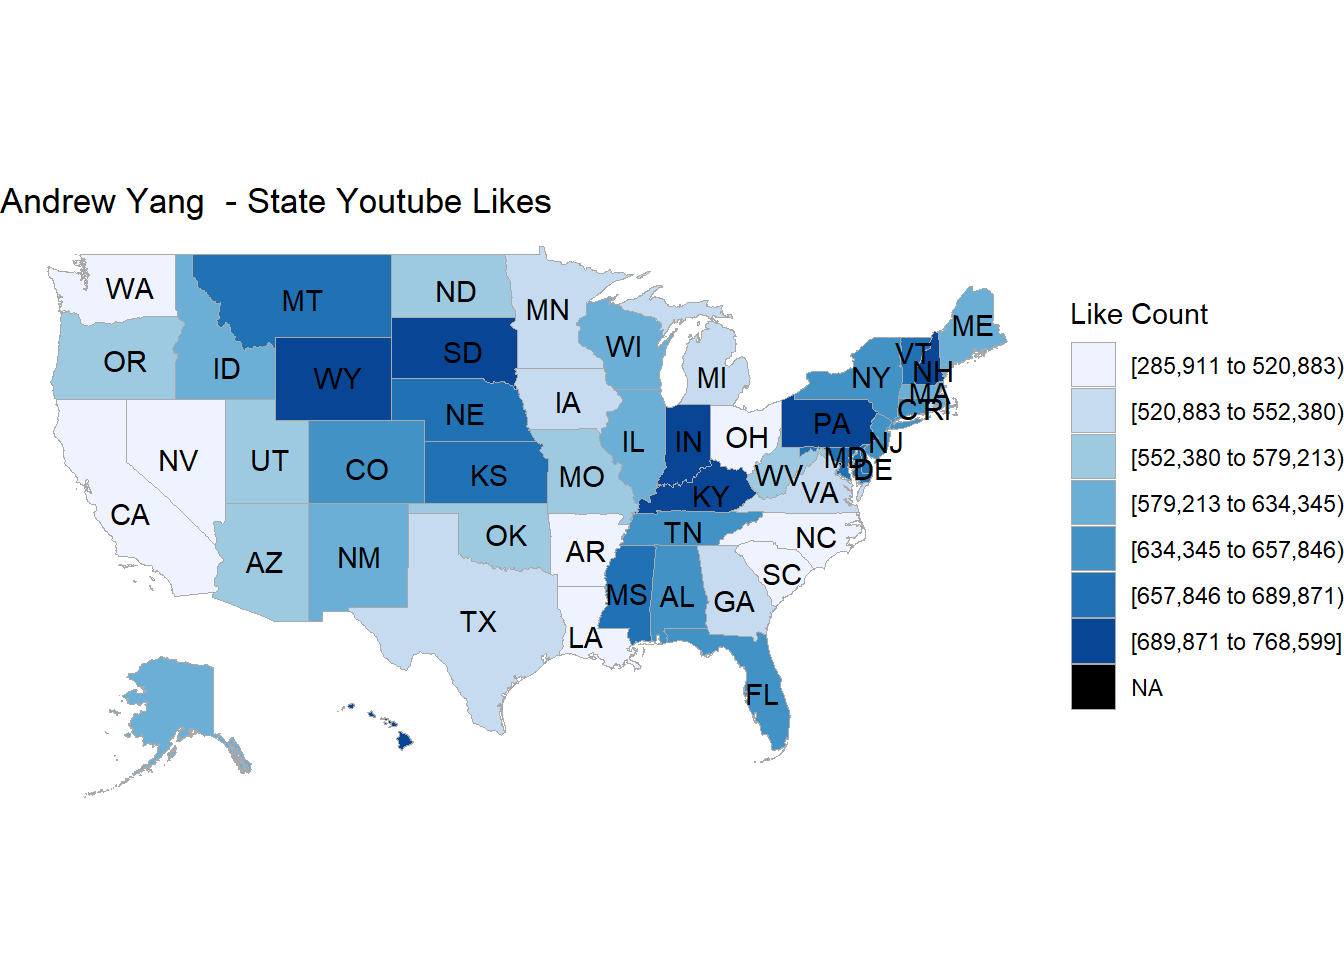 Andrew Yang  - State Youtube Likes
WA
MT
ND
MN
ME
OR
ID
WY
SD
WI
MI
VT
NH
NY
MA
NE
IA
C
RI
NV
UT
CO
KS
MO
IL
IN
OH
PA
NJ
MD
DE
WV
VA
KY
CA
AZ
NM
OK
AR
TN
NC
SC
TX
LA
MS
AL
GA
FL
Like Count
[285,911 to 520,883)
[520,883 to 552,380)
[552,380 to 579,213)
[579,213 to 634,345)
[634,345 to 657,846)
[657,846 to 689,871)
[689,871 to 768,599]
NA